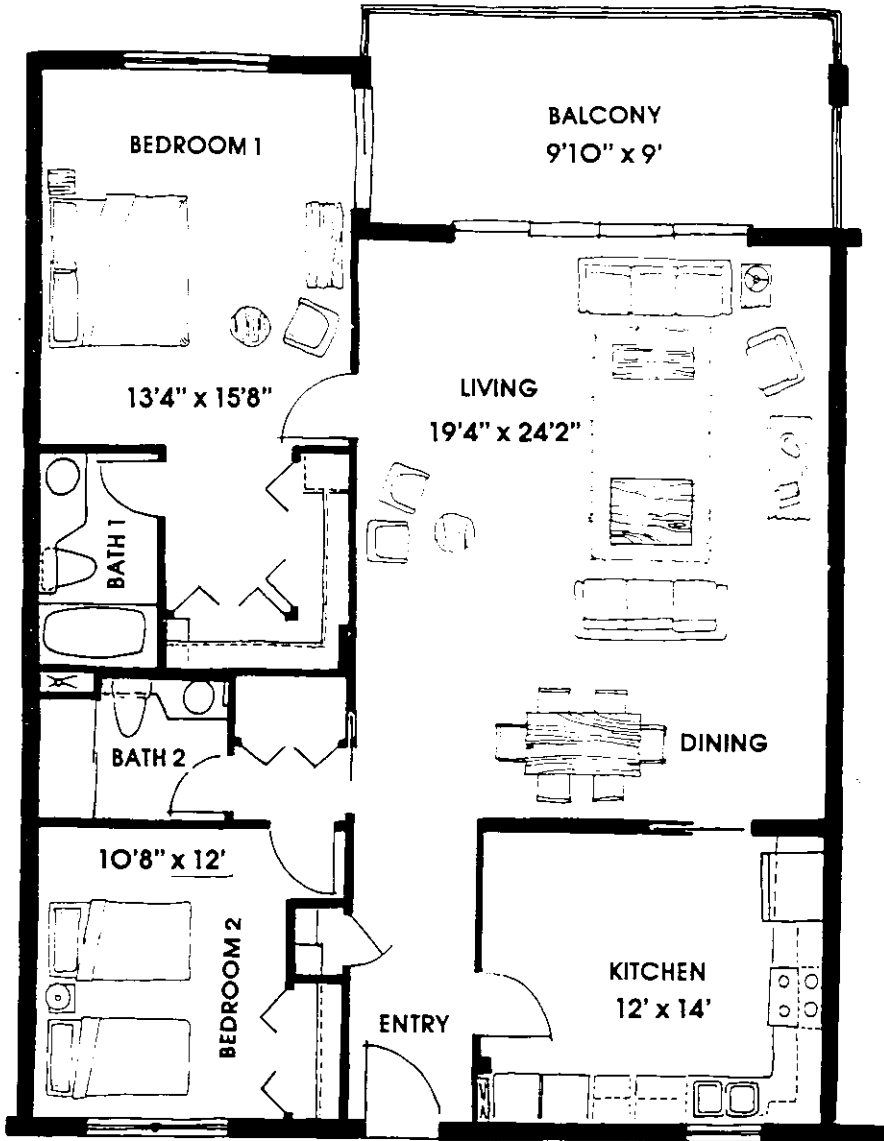 BALCONY
9'10" x 9'
BEDROOM 1
13'4" x 15'8"
LIVING
19'4" x 24'2"
BATH 1
BATH 2
DINING
10'8" x 12'
BEDROOM 2
KITCHEN
12' x 14'
ENTRY